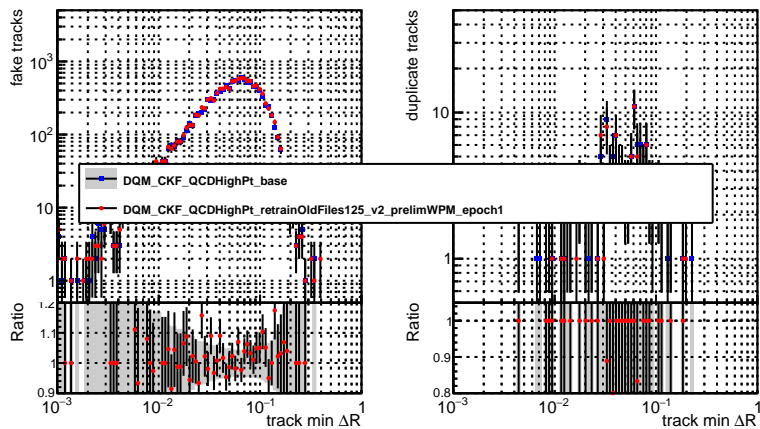 fake tracks
10³
10²
10
1
Ratio
1.2
1.1
1
0.9
10⁻³
10⁻²
10⁻¹
1
track min ΔR
duplicate tracks
10
1
Ratio
1
0.9
0.8
10⁻³
10⁻²
10⁻¹
1
track min ΔR
DQM_CKF_QCDHighPt_base
DQM_CKF_QCDHighPt_retrainOldFiles125_v2_prelimWPM_epoch1